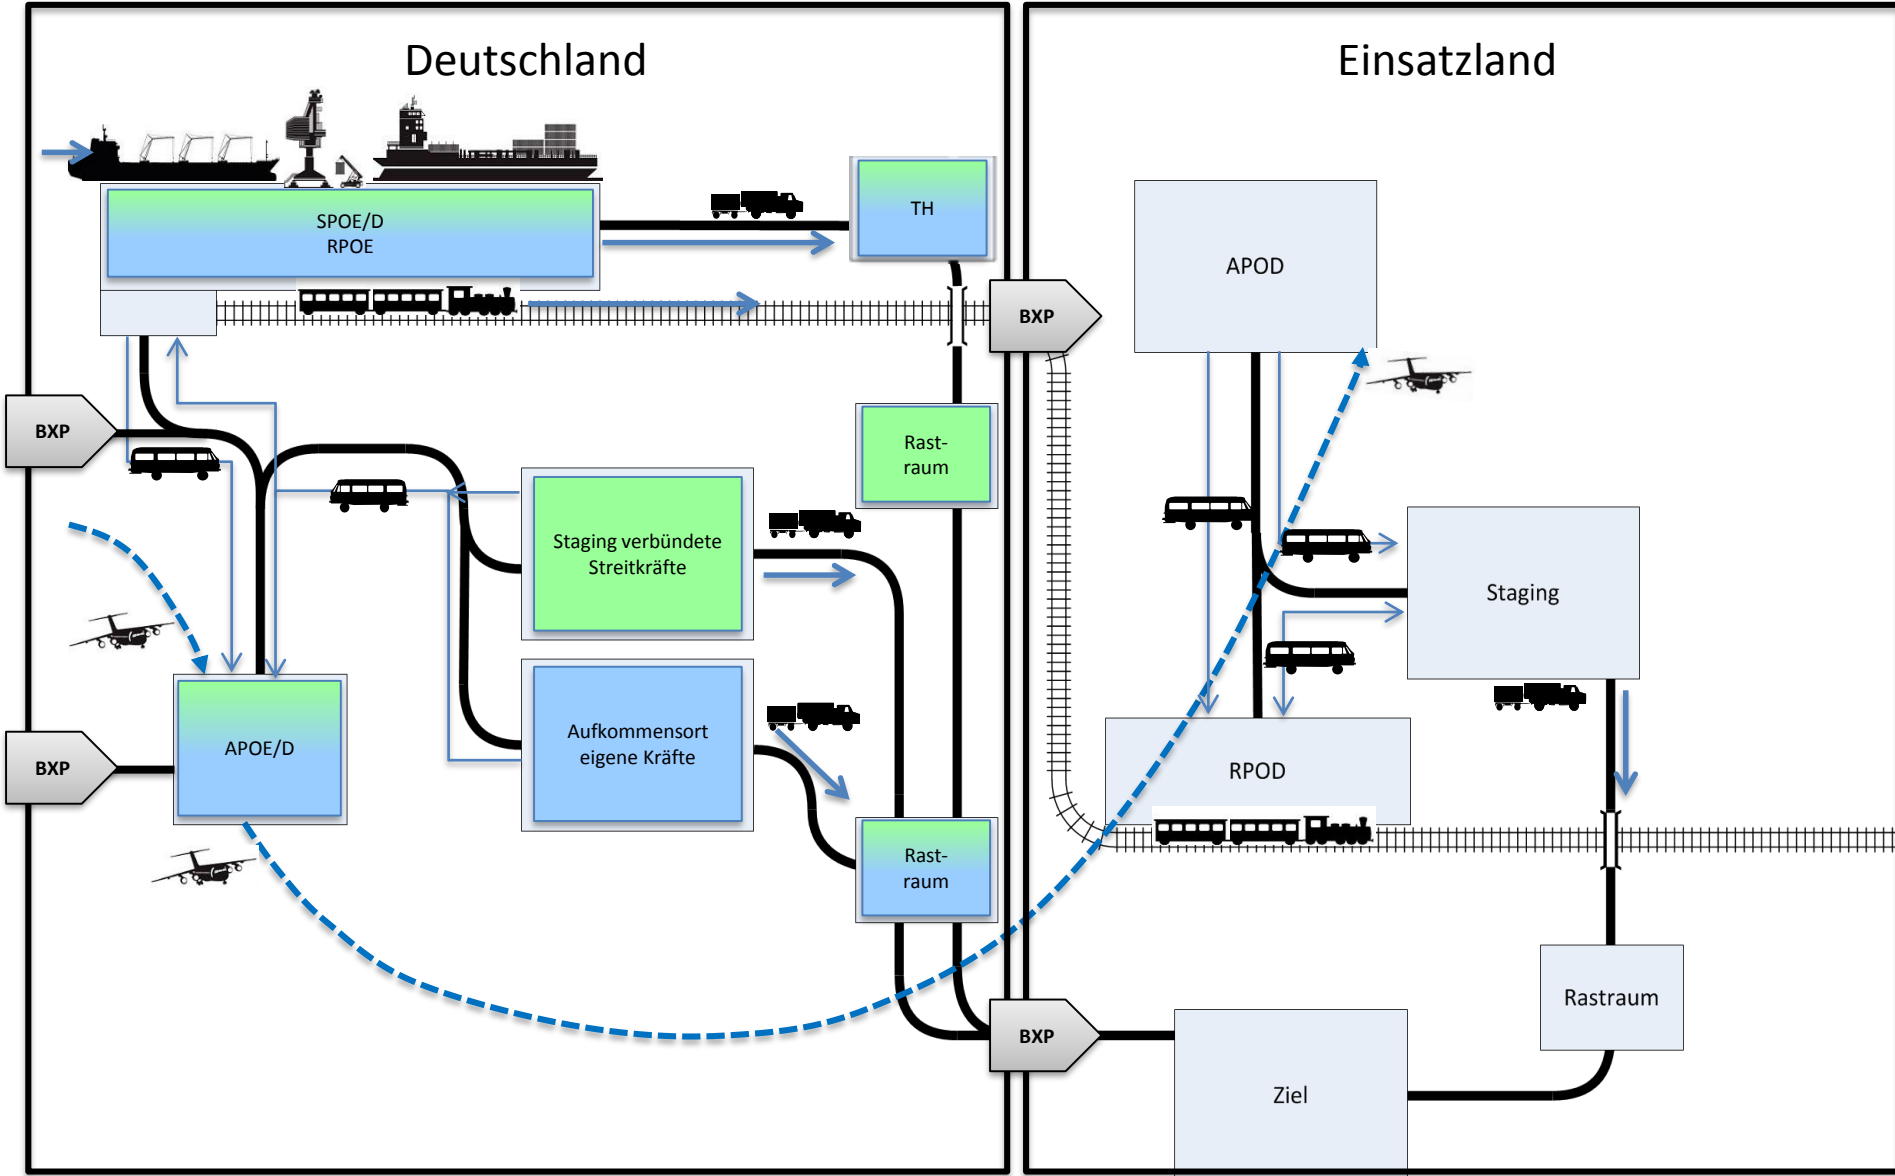 Deutschland
Einsatzland
SPOE/D
RPOE
TH
APOD
BXP
BXP
Rast-
raum
Staging verbündete
Streitkräfte
Staging
Aufkommensort
eigene Kräfte
APOE/D
BXP
RPOD
Rast-
raum
Rastraum
BXP
Ziel